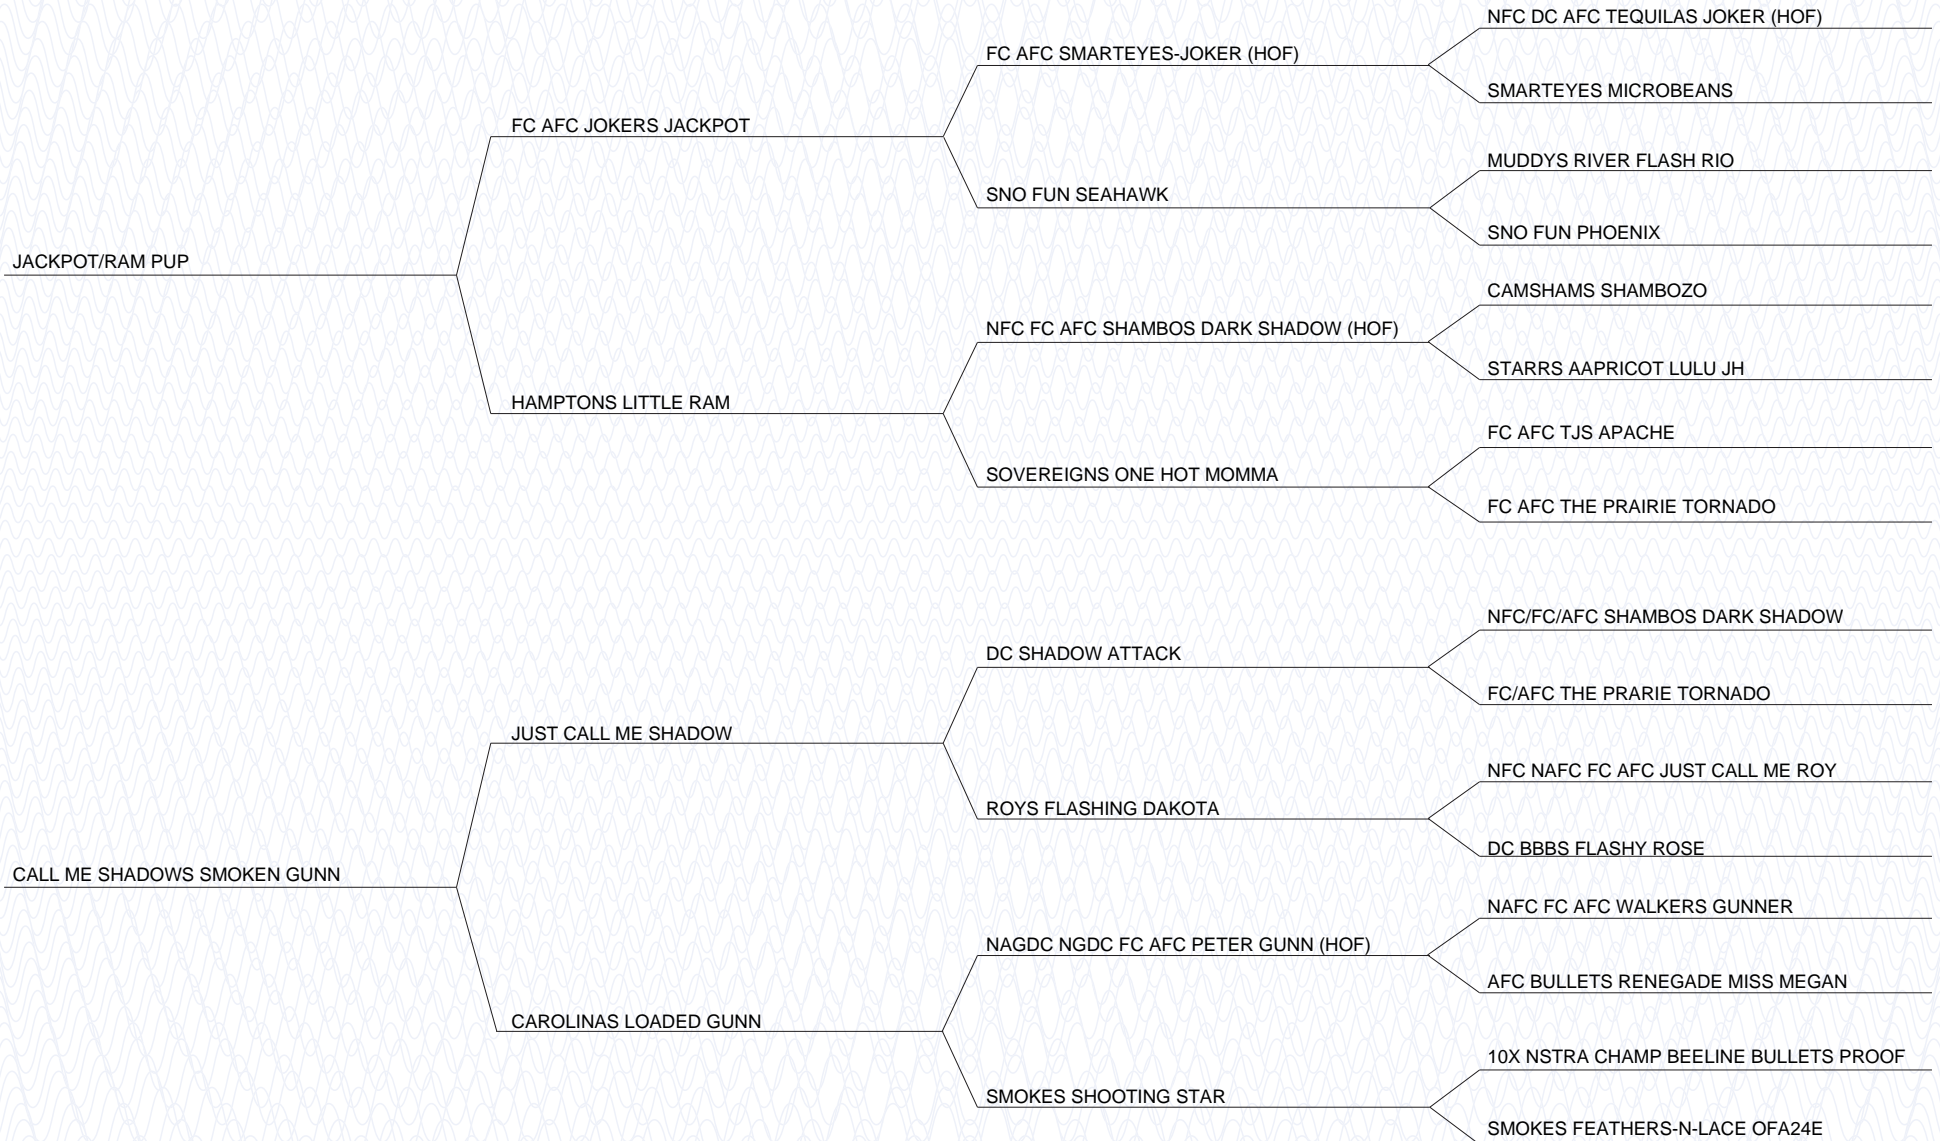 NFC DC AFC TEQUILAS JOKER (HOF)
FC AFC SMARTEYES-JOKER (HOF)
SMARTEYES MICROBEANS
FC AFC JOKERS JACKPOT
MUDDYS RIVER FLASH RIO
SNO FUN SEAHAWK
SNO FUN PHOENIX
JACKPOT/RAM PUP
CAMSHAMS SHAMBOZO
NFC FC AFC SHAMBOS DARK SHADOW (HOF)
STARRS AAPRICOT LULU JH
HAMPTONS LITTLE RAM
FC AFC TJS APACHE
SOVEREIGNS ONE HOT MOMMA
FC AFC THE PRAIRIE TORNADO
NFC/FC/AFC SHAMBOS DARK SHADOW
DC SHADOW ATTACK
FC/AFC THE PRARIE TORNADO
JUST CALL ME SHADOW
NFC NAFC FC AFC JUST CALL ME ROY
ROYS FLASHING DAKOTA
DC BBBS FLASHY ROSE
CALL ME SHADOWS SMOKEN GUNN
NAFC FC AFC WALKERS GUNNER
NAGDC NGDC FC AFC PETER GUNN (HOF)
AFC BULLETS RENEGADE MISS MEGAN
CAROLINAS LOADED GUNN
10X NSTRA CHAMP BEELINE BULLETS PROOF
SMOKES SHOOTING STAR
SMOKES FEATHERS-N-LACE OFA24E